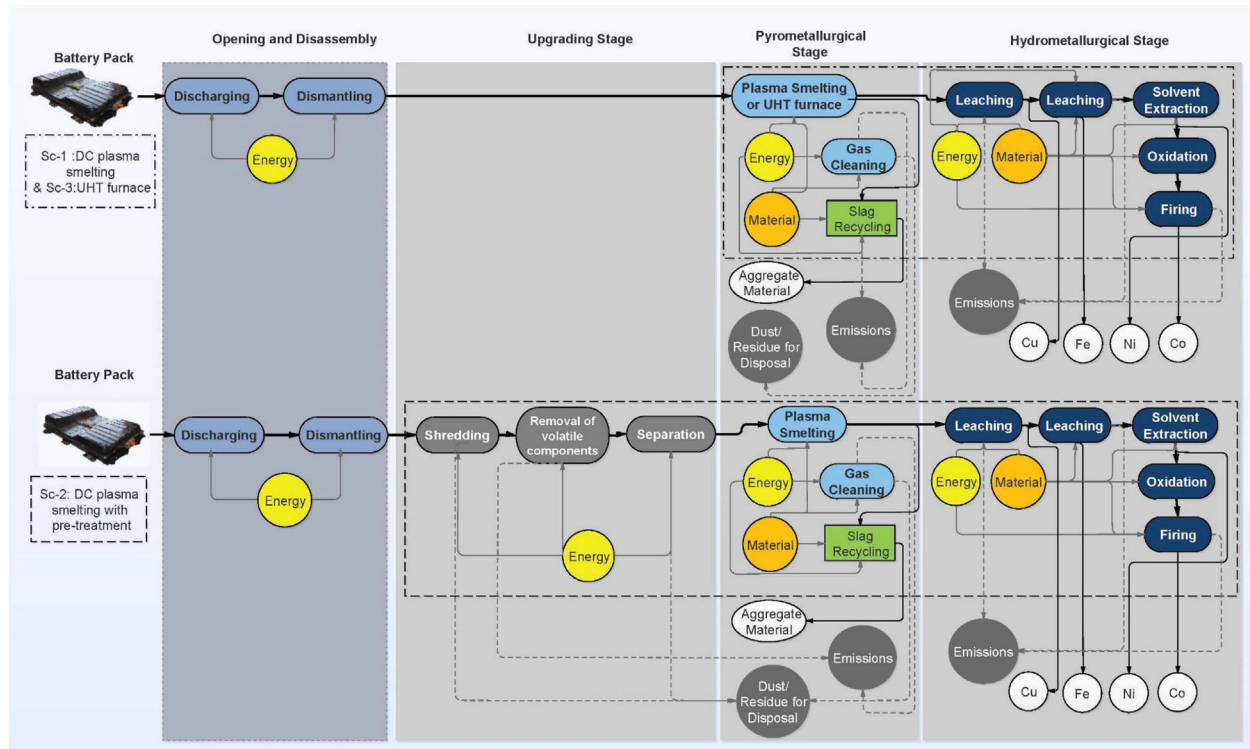 Opening and Disassembly
Upgrading Stage
Pyrometallurgical
Stage
Hydrometallurgical Stage
Battery Pack
Discharging
Dismantling
Energy
Sc-1 :DC plasma
smelting
& Sc-3:UHT furnace
Plasma Smelting
or UHT furnace
Energy
Gas
Cleaning
Material
Slag
Recycling
Aggregate
Material
Dust/
Residue for
Disposal
Emissions
Leaching
Leaching
Solvent
Extraction
Energy
Material
Oxidation
Firing
Emissions
Cu
Fe
Ni
Co
Battery Pack
Discharging
Dismantling
Energy
Sc-2: DC plasma
smelting with
pre-treatment
Shredding
Removal of
volatile
components
Separation
Energy
Plasma
Smelting
Energy
Gas
Cleaning
Material
Slag
Recycling
Aggregate
Material
Emissions
Dust/
Residue for
Disposal
Leaching
Leaching
Solvent
Extraction
Energy
Material
Oxidation
Firing
Emissions
Cu
Fe
Ni
Co